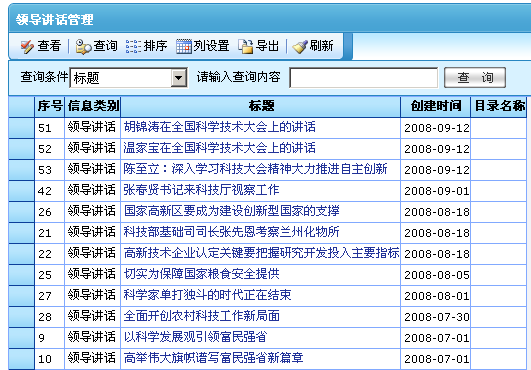 领导讲话管理
查看 查询 排序 列设置 导出 刷新
查询条件 标题 请输入查询内容 查 询
序号 信息类别 标题 创建时间 目录名称
51 领导讲话 胡锦涛在全国科学技术大会上的讲话 2008-09-12
52 领导讲话 温家宝在全国科学技术大会上的讲话 2008-09-12
53 领导讲话 陈至立：深入学习科技大会精神大力推进自主创新 2008-09-12
42 领导讲话 张春贤书记来科技厅视察工作 2008-09-01
26 领导讲话 国家高新区要成为建设创新型国家的支撑 2008-08-18
21 领导讲话 科技部基础司司长张先恩考察兰州化物所 2008-08-18
22 领导讲话 高新技术企业认定关键要把握研究开发投入主要指标 2008-08-18
25 领导讲话 切实为保障国家粮食安全提供 2008-08-05
27 领导讲话 科学家单打独斗的时代正在结束 2008-08-01
28 领导讲话 全面开创农村科技工作新局面 2008-07-30
9 领导讲话 以科学发展观引领富民强省 2008-07-01
10 领导讲话 高举伟大旗帜谱写富民强省新篇章 2008-07-01